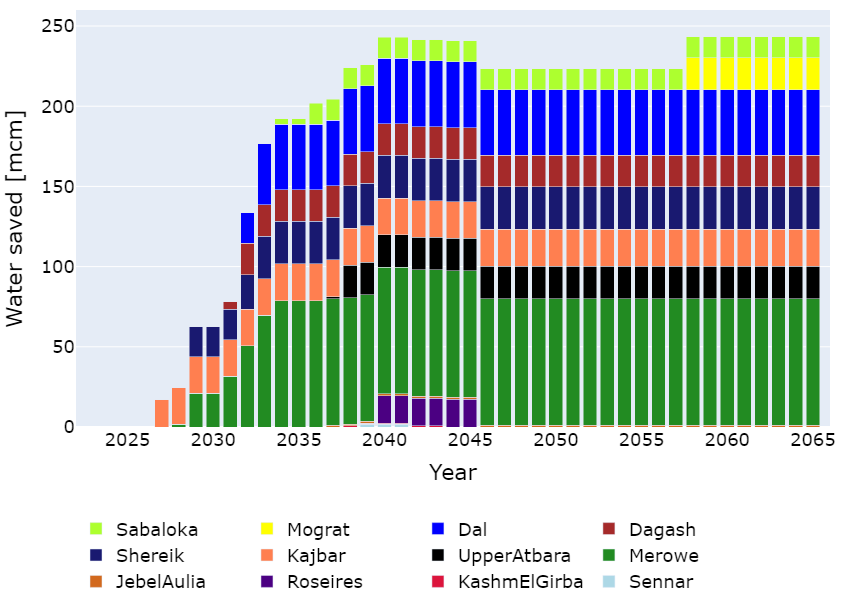 250
200
150
100
50
0
Water saved [mcm]
2025 2030 2035 2040 2045 2050 2055 2060 2065
Year
Sabaloka Mograt Dal Dagash
Shereik Kajbar UpperAtbara Merowe
JebelAulia Roseires KashmElGirba Sennar